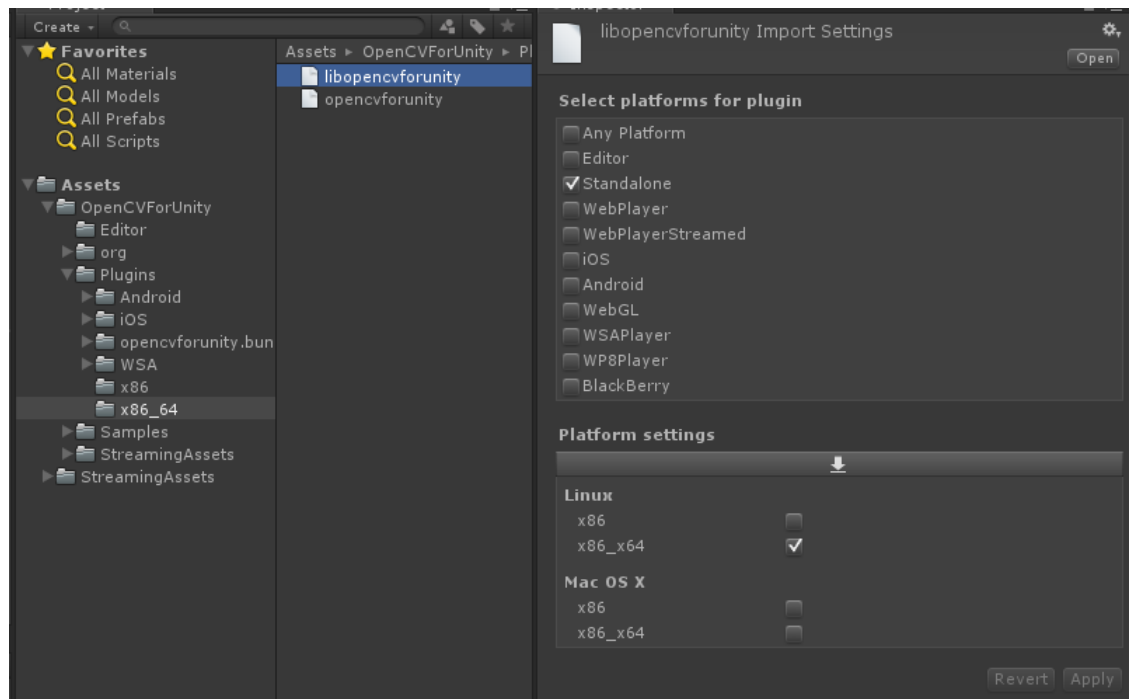 Create
Favorites
All Materials
All Models
All Prefabs
All Scripts
Assets
OpenCVForUnity
Editor
org
Plugins
Android
iOS
opencvforunity.bun
WSA
x86
x86_64
Samples
StreamingAssets
StreamingAssets
Assets ▸ OpenCVForUnity ▸ Pl
libopencvforunity
opencvforunity
libopencvforunity Import Settings
Open
Select platforms for plugin
Any Platform
Editor
Standalone
WebPlayer
WebPlayerStreamed
iOS
Android
WebGL
WSAPlayer
WP8Player
BlackBerry
Platform settings
Linux
x86
x86_x64
Mac OS X
x86
x86_x64
Revert Apply